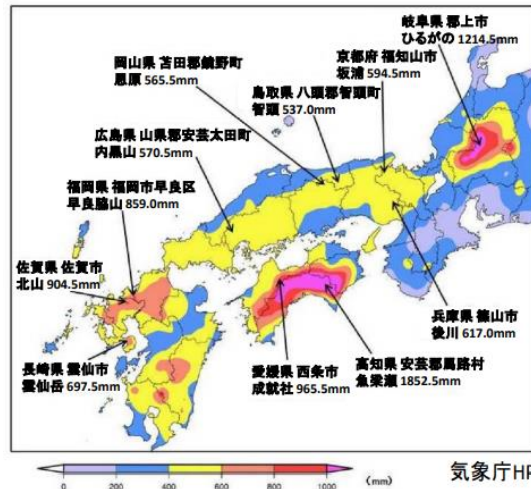 岐阜県 郡上市
ひるがの 1214.5mm
岡山県 苫田郡鏡野町
恩原 565.5mm
京都府 福知山市
坂浦 594.5mm
鳥取県 八頭郡智頭町
智頭 537.0mm
広島県 山県郡安芸太田町
内黒山 570.5mm
福岡県 福岡市早良区
早良脇山 859.0mm
佐賀県 佐賀市
北山 904.5mm
長崎県 雲仙市
雲仙岳 697.5mm
愛媛県 西条市
成就社 965.5mm
高知県 安芸郡馬路村
魚梁瀬 1852.5mm
兵庫県 篠山市
後川 617.0mm
0 200 400 600 800 1000 (mm)
気象庁HP